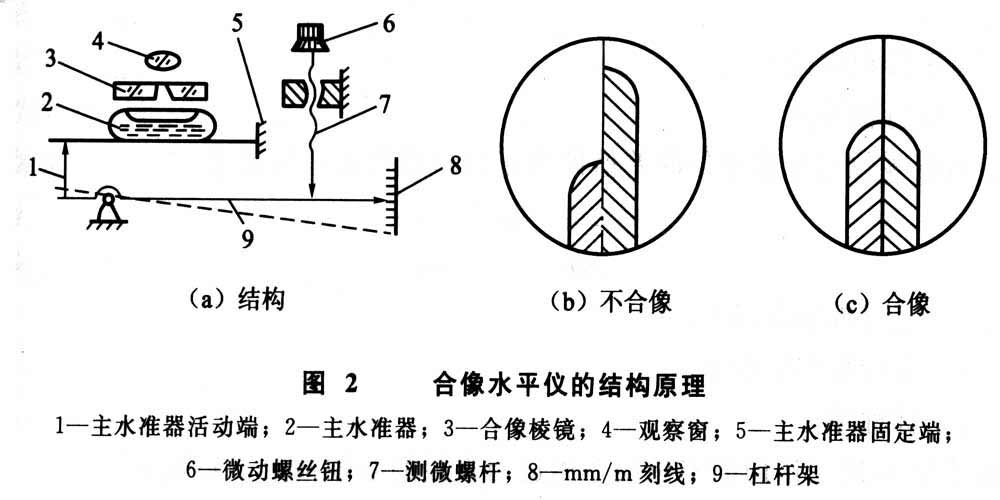 4
3
2
1
5
6
7
8
9
(a)结构
(b)不合像
(c)合像
图 2 合像水平仪的结构原理
1—主水准器活动端；2—主水准器；3—合像棱镜；4—观察窗；5—主水准器固定端；
6—微动螺丝钮；7—测微螺杆；8—mm/m刻线；9—杠杆架